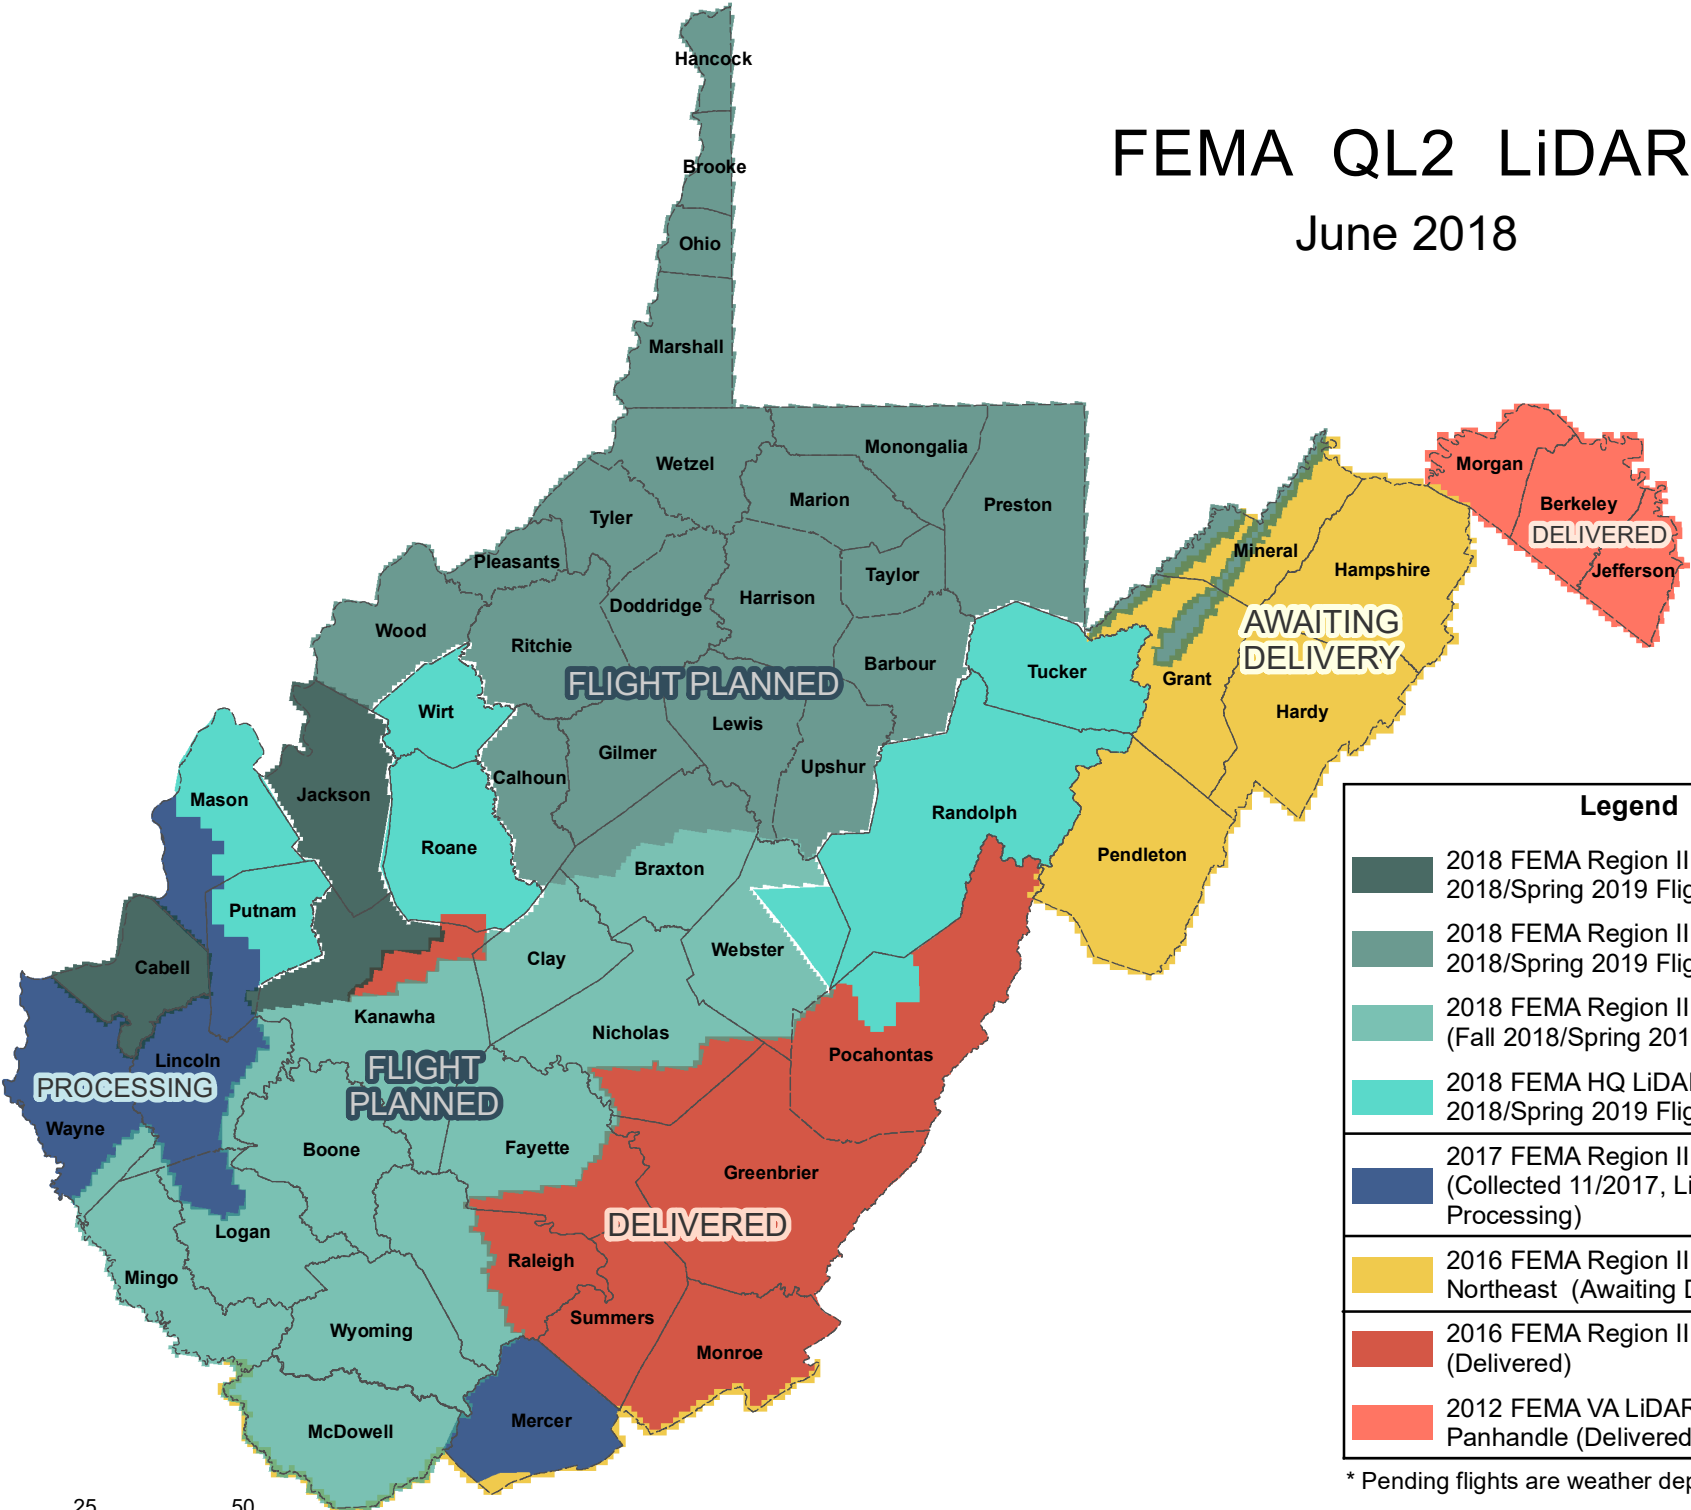 FEMA QL2 LiDAR
June 2018
Hancock
Brooke
Ohio
Marshall
Wetzel
Monongalia
Marion
Preston
Tyler
Pleasants
Taylor
Harrison
Doddridge
Wood
Ritchie
Barbour
FLIGHT PLANNED
Tucker
Wirt
Lewis
Gilmer
Upshur
Calhoun
Mineral
Hampshire
AWAITING
DELIVERY
Grant
Hardy
Morgan
Berkeley
DELIVERED
Jefferson
Jackson
Mason
Randolph
Roane
Braxton
Pendleton
Putnam
Webster
Clay
Cabell
Kanawha
Nicholas
Pocahontas
Lincoln
PROCESSING
FLIGHT
PLANNED
Wayne
Boone
Fayette
Greenbrier
DELIVERED
Logan
Raleigh
Mingo
Summers
Wyoming
Monroe
Mercer
McDowell
25 50
Legend
2018 FEMA Region II
2018/Spring 2019 Flig
2018 FEMA Region II
2018/Spring 2019 Flig
2018 FEMA Region II
(Fall 2018/Spring 201
2018 FEMA HQ LiDA
2018/Spring 2019 Flig
2017 FEMA Region II
(Collected 11/2017, Li
Processing)
2016 FEMA Region II
Northeast (Awaiting D
2016 FEMA Region II
(Delivered)
2012 FEMA VA LiDAR
Panhandle (Delivered
* Pending flights are weather dep